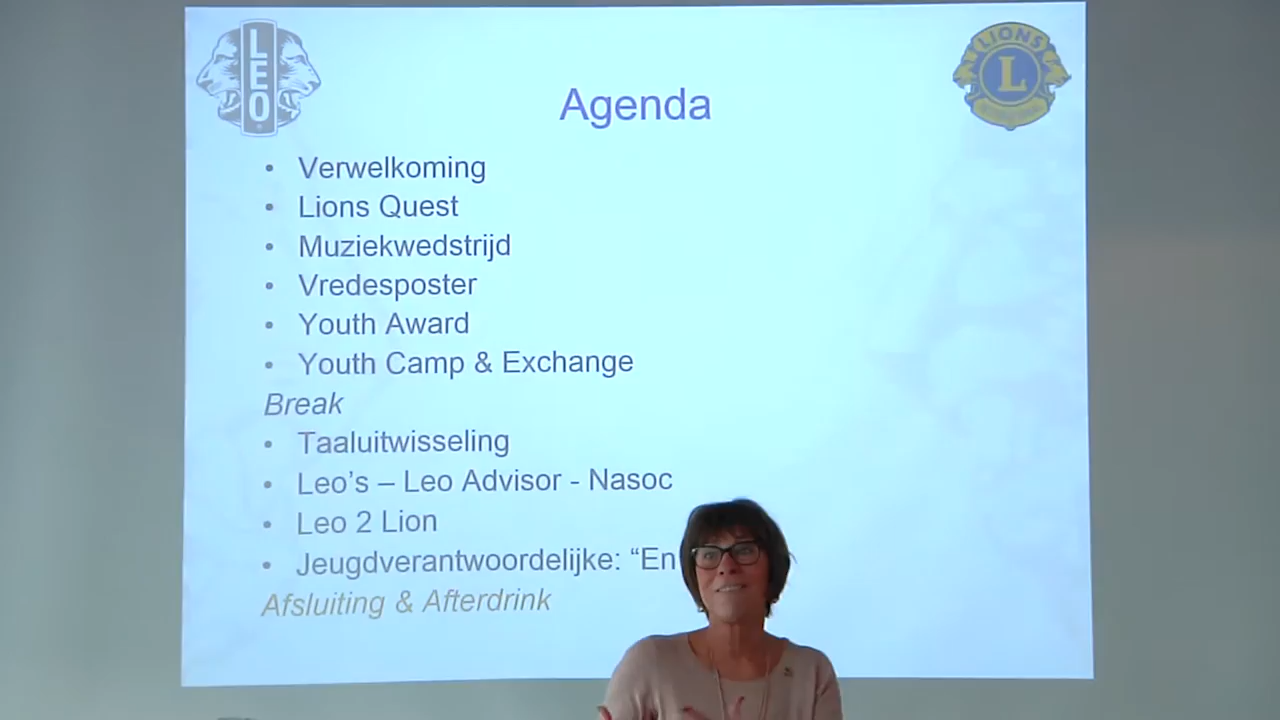 LEO
LIONS
L
Agenda
• Verwelkoming
• Lions Quest
• Muziekwedstrijd
• Vredesposter
• Youth Award
• Youth Camp & Exchange
Break
• Taaluitwisseling
• Leo's – Leo Advisor - Nasoc
• Leo 2 Lion
• Jeugdverantwoordelijke: “En
Afsluiting & Afterdrink